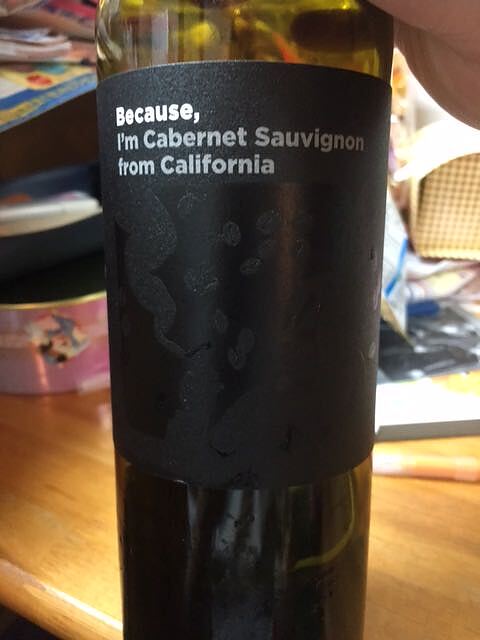 Because,
I'm Cabernet Sauvignon
from California